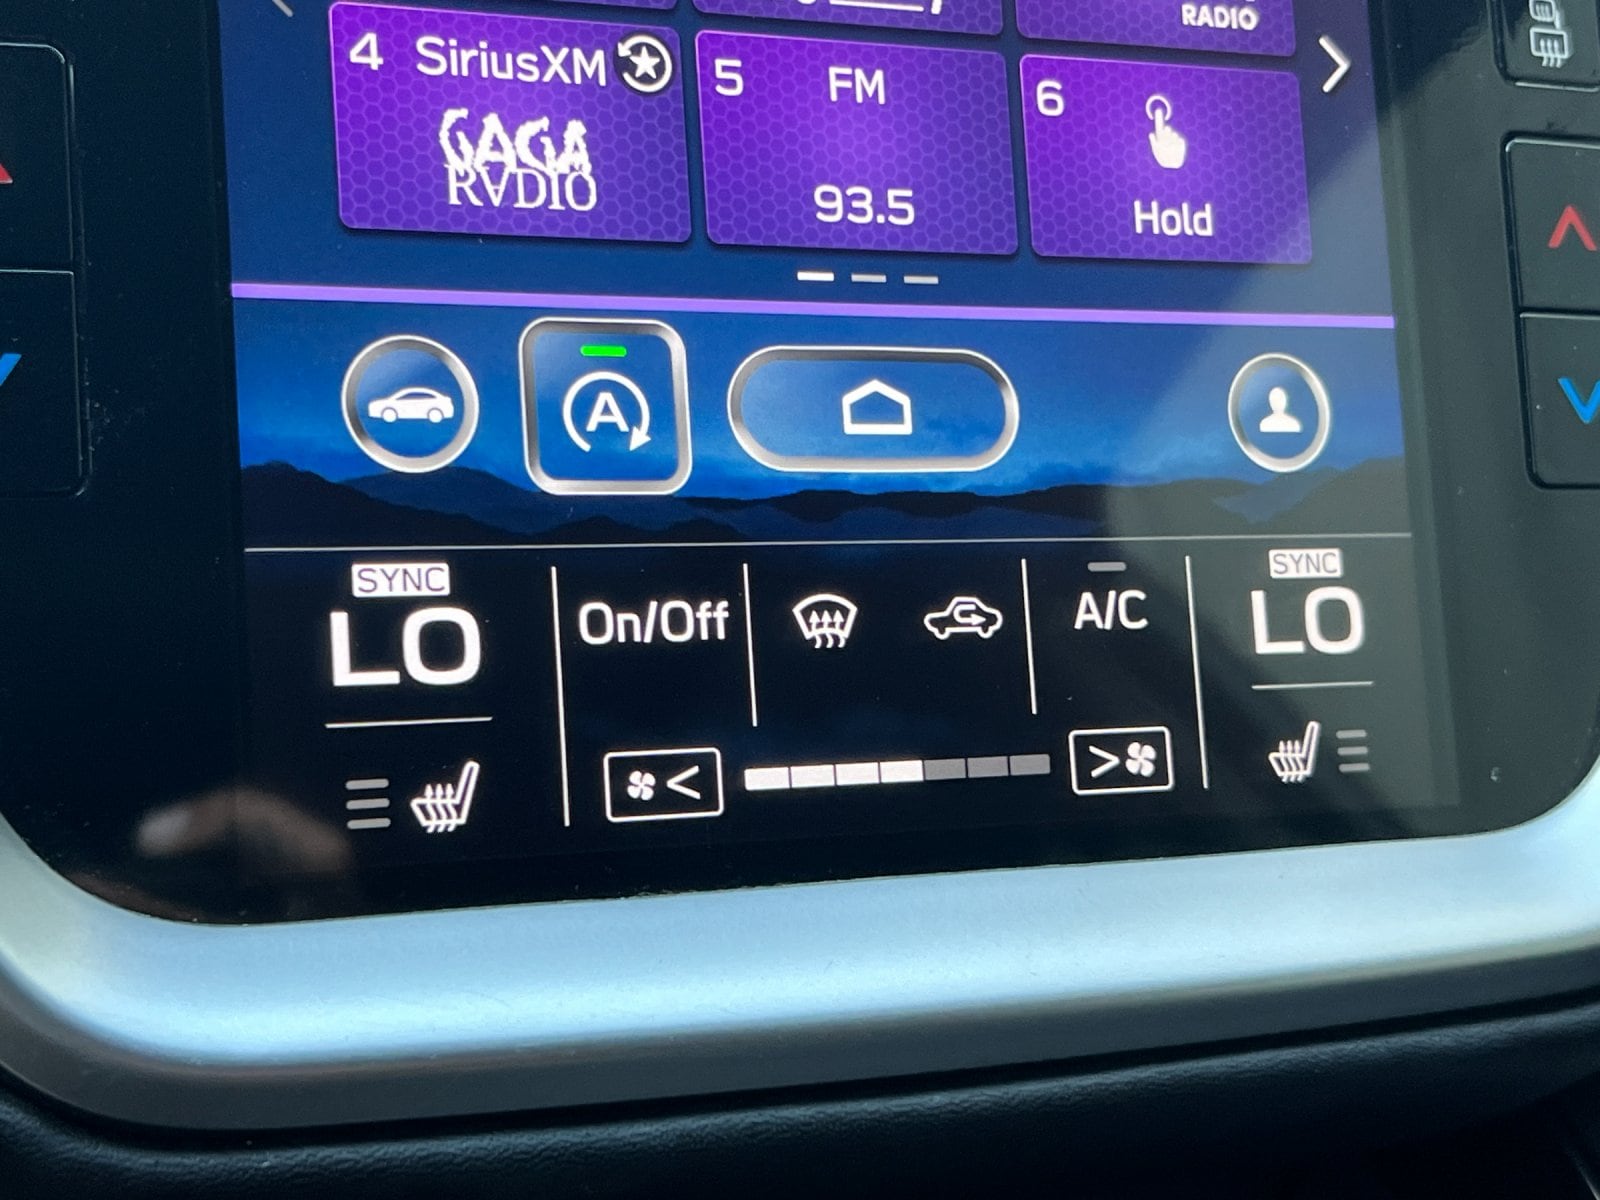 RADIO
4 SiriusXM
GAGA
RADIO
5 FM
93.5
6
Hold
A
SYNC
LO
On/Off
A/C
SYNC
LO